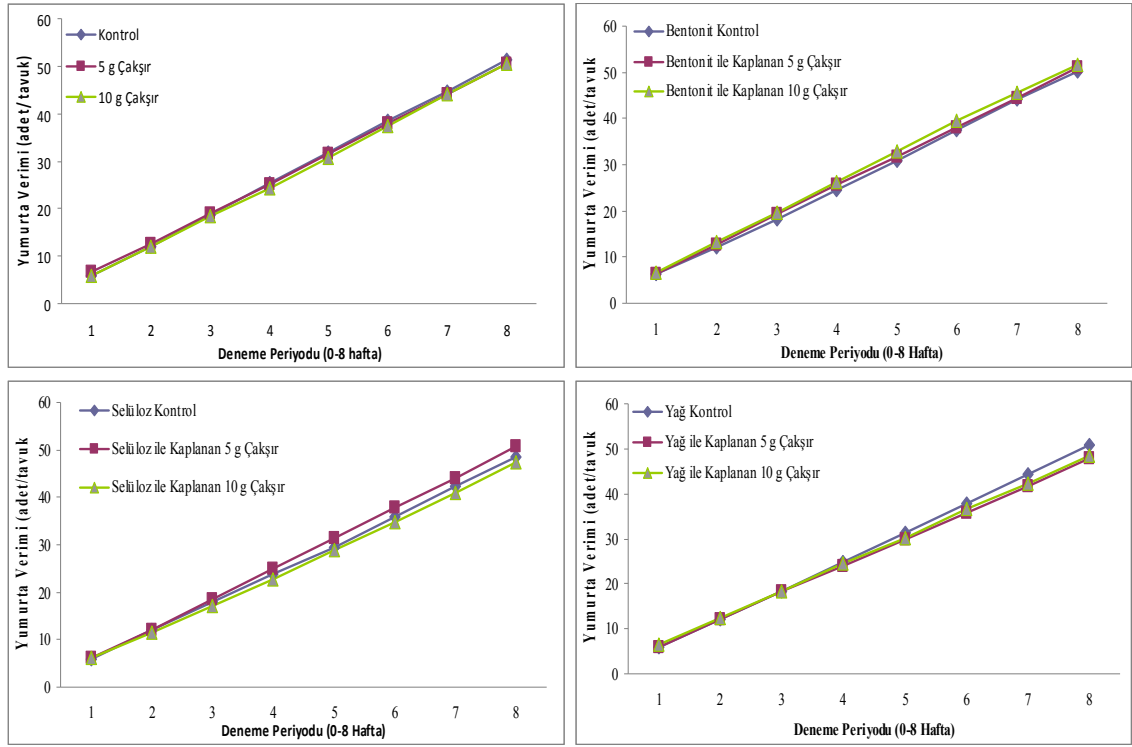 Yumurta Verimi (adet/tavuk)
60
50
40
30
20
10
0
Kontrol
5 g Çakşır
10 g Çakşır
1 2 3 4 5 6 7 8
Deneme Periyodu (0-8 hafta)
Yumurta Verimi (adet/tavuk)
60
50
40
30
20
10
0
Bentonit Kontrol
Bentonit ile Kaplanan 5 g Çakşır
Bentonit ile Kaplanan 10 g Çakşır
1 2 3 4 5 6 7 8
Deneme Periyodu (0-8 Hafta)
Yumurta Verimi (adet/tavuk
60
50
40
30
20
10
0
Selüloz Kontrol
Selüloz ile Kaplanan 5 g Çakşır
Selüloz ile Kaplanan 10 g Çakşır
1 2 3 4 5 6 7 8
Deneme Periyodu (0-8 Hafta)
Yumurta Verimi (adet/tavuk
60
50
40
30
20
10
0
Yağ Kontrol
Yağ ile Kaplanan 5 g Çakşır
Yağ ile Kaplanan 10 g Çakşır
1 2 3 4 5 6 7 8
Deneme Periyodu (0-8 Hafta)